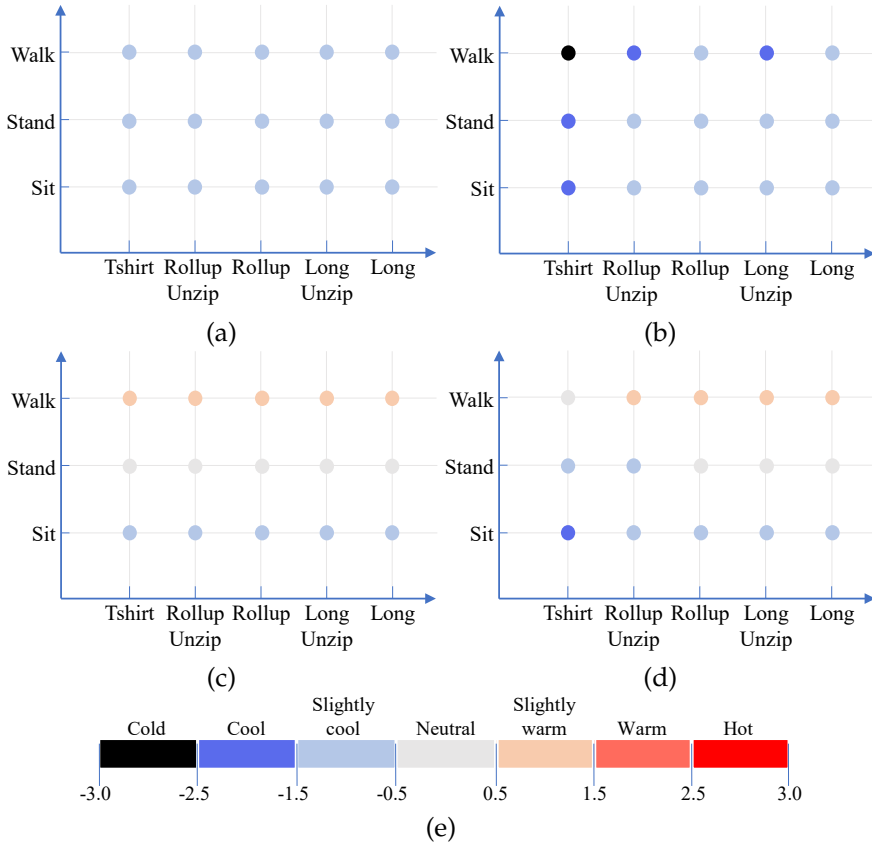 Walk
Stand
Sit
Tshirt Rollup Rollup Long Long
Unzip Unzip
(a)
Walk
Stand
Sit
Tshirt Rollup Rollup Long Long
Unzip Unzip
(b)
Walk
Stand
Sit
Tshirt Rollup Rollup Long Long
Unzip Unzip
(c)
Walk
Stand
Sit
Tshirt Rollup Rollup Long Long
Unzip Unzip
(d)
Slightly Slightly
Cold Cool cool Neutral warm Warm Hot
-3.0 -2.5 -1.5 -0.5 0.5 1.5 2.5 3.0
(e)